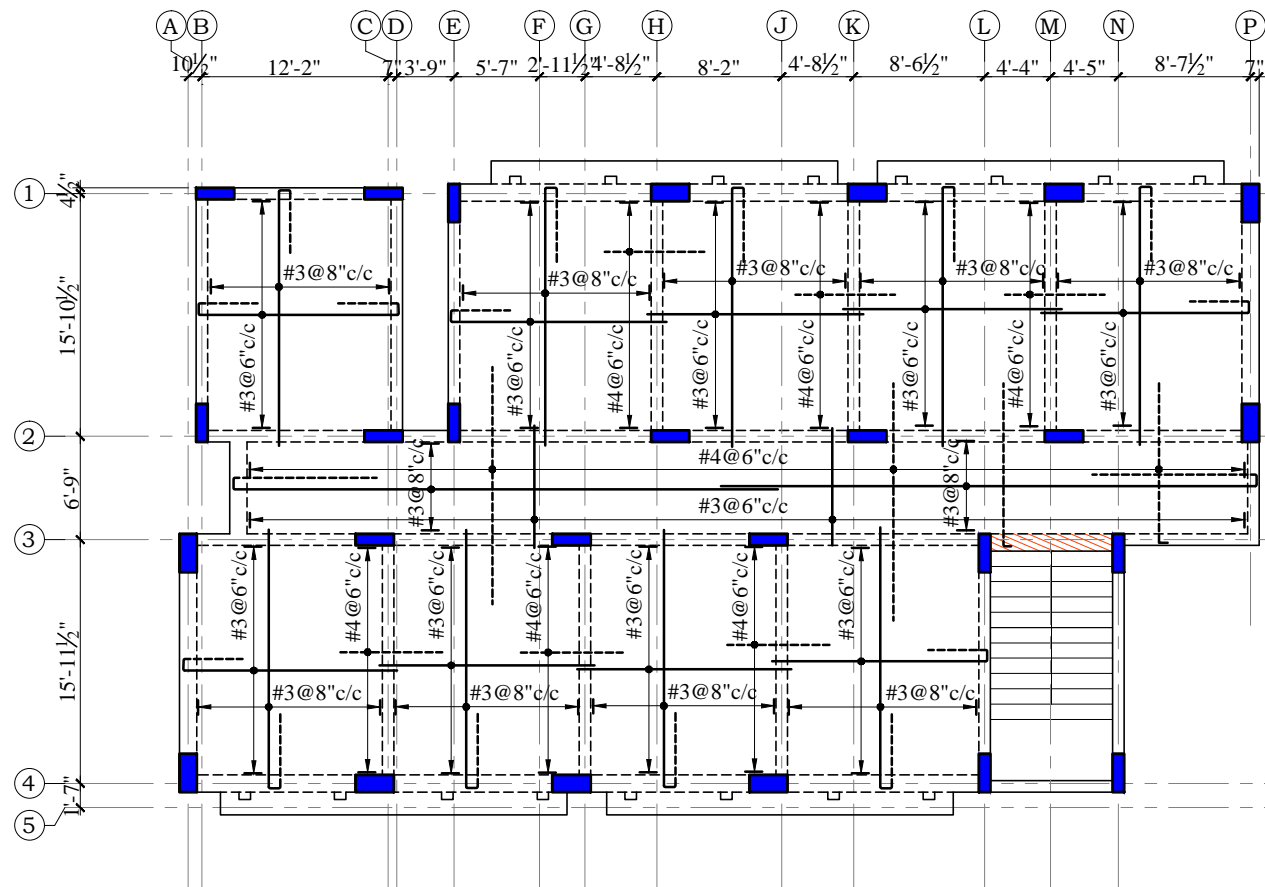 A B C D E F G H J K L M N P
10½" 12'-2" 7" 3'-9" 5'-7" 2'-11½" 4'-8½" 8'-2" 4'-8½" 8'-6½" 4'-4" 4'-5" 8'-7½" 7"
1
4½"
#3@8"c/c #3@8"c/c #3@8"c/c #3@8"c/c #3@8"c/c
15'-10½"
#3@6"c/c #3@6"c/c #4@6"c/c #3@6"c/c #4@6"c/c #3@6"c/c #4@6"c/c #3@6"c/c
2
#4@6"c/c
6'-9"
#3@8"c/c #3@8"c/c
#3@6"c/c
3
#3@6"c/c #4@6"c/c #3@6"c/c #4@6"c/c #3@6"c/c #4@6"c/c #3@6"c/c
15'-11½"
#3@8"c/c #3@8"c/c #3@8"c/c #3@8"c/c
4
1'-7"
5